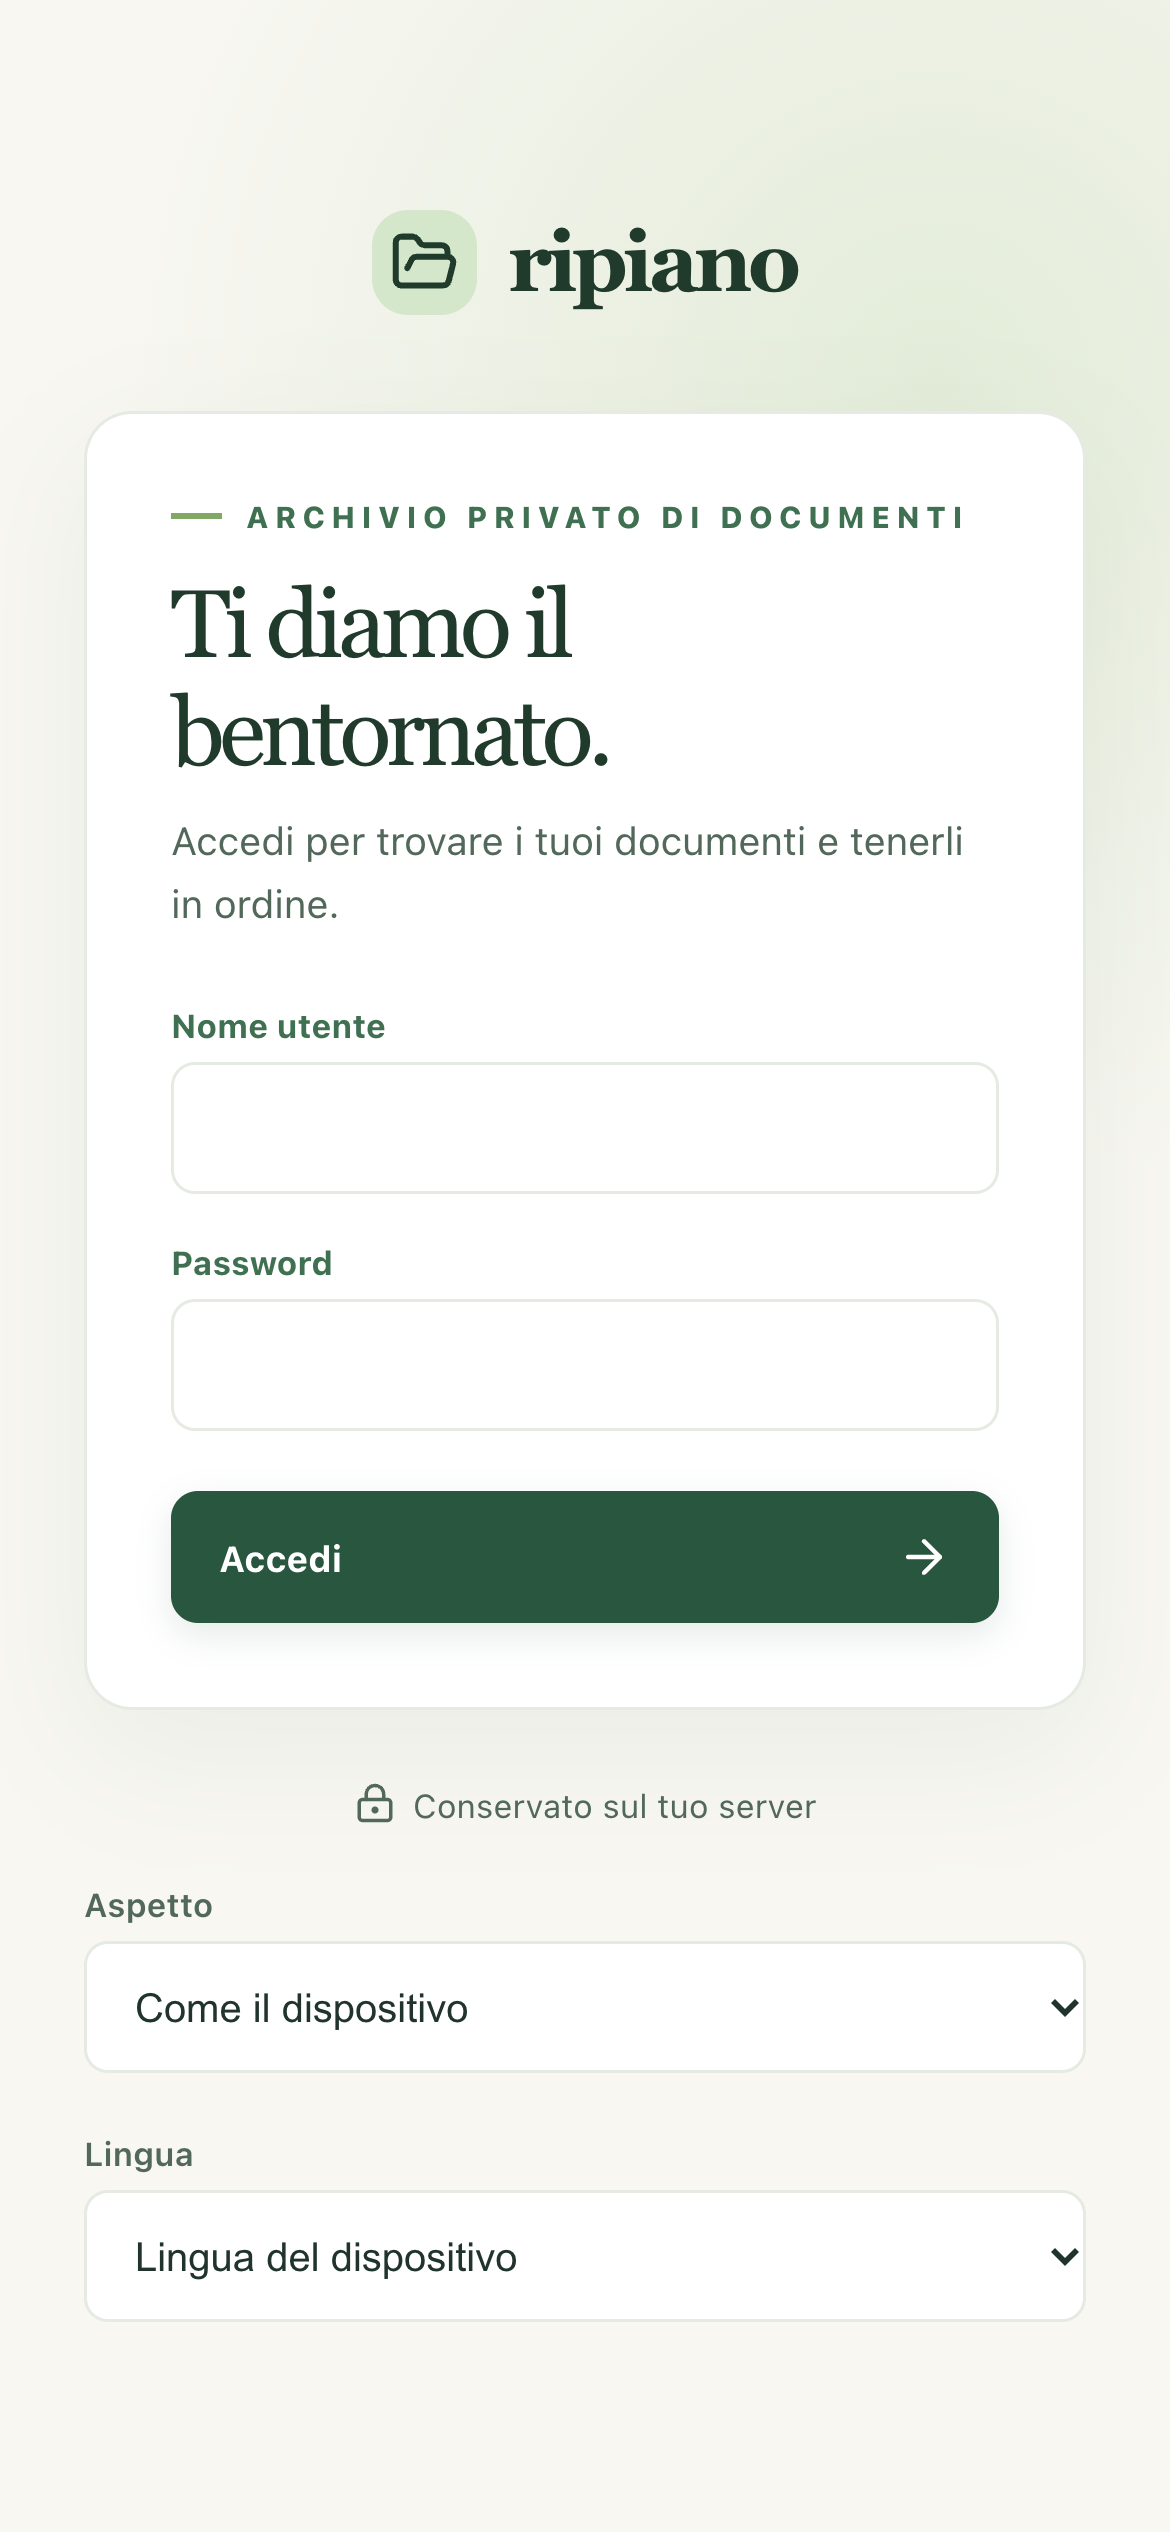 ripiano
ARCHIVIO PRIVATO DI DOCUMENTI
Ti diamo il
bentornato.
Accedi per trovare i tuoi documenti e tenerli
in ordine.
Nome utente
Password
Accedi
Conservato sul tuo server
Aspetto
Come il dispositivo
Lingua
Lingua del dispositivo